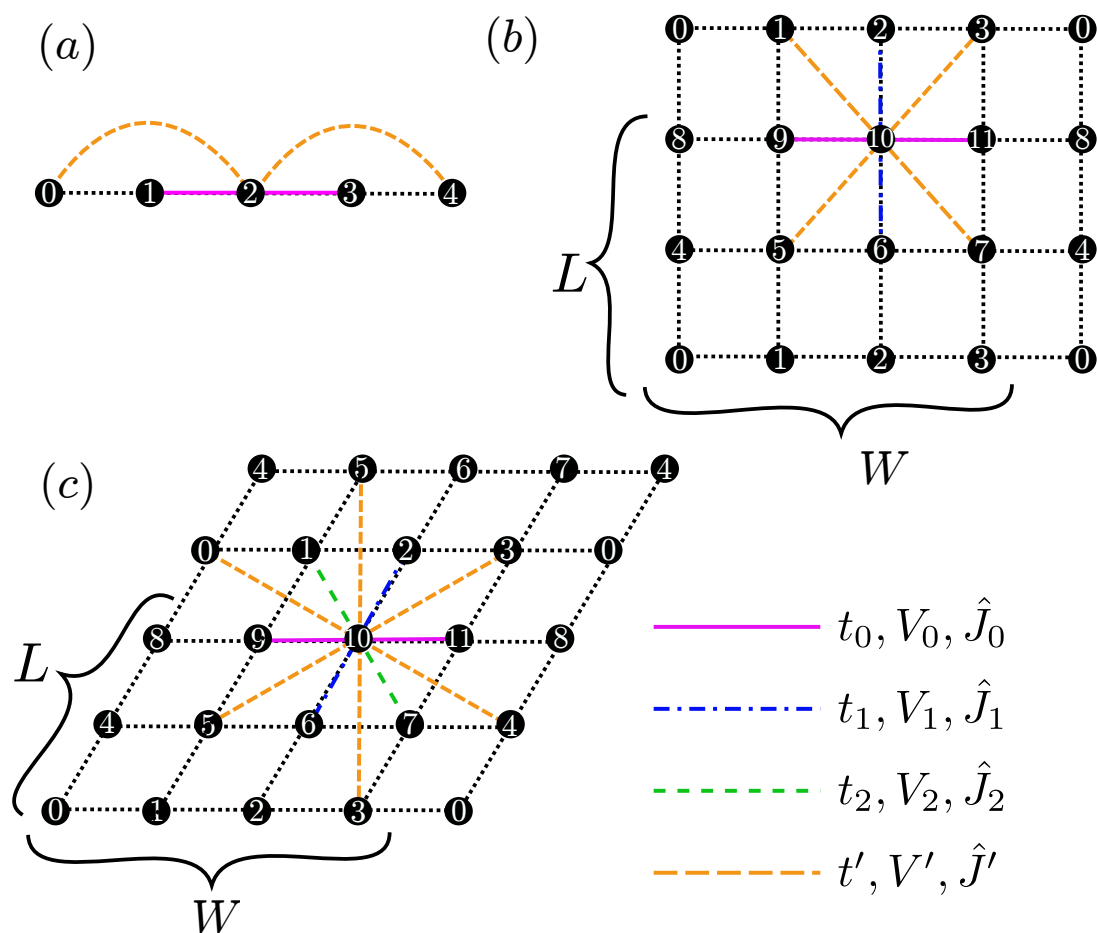 (a)
0 1 2 3 4
(b)
0 1 2 3 0
8 9 10 11 8
4 5 6 7 4
0 1 2 3 0
L
W
(c)
4 5 6 7 4
0 1 2 3 0
8 9 10 11 8
4 5 6 7 4
0 1 2 3 0
L
W
t₀, V₀, Ĵ₀
t₁, V₁, Ĵ₁
t₂, V₂, Ĵ₂
t′, V′, Ĵ′